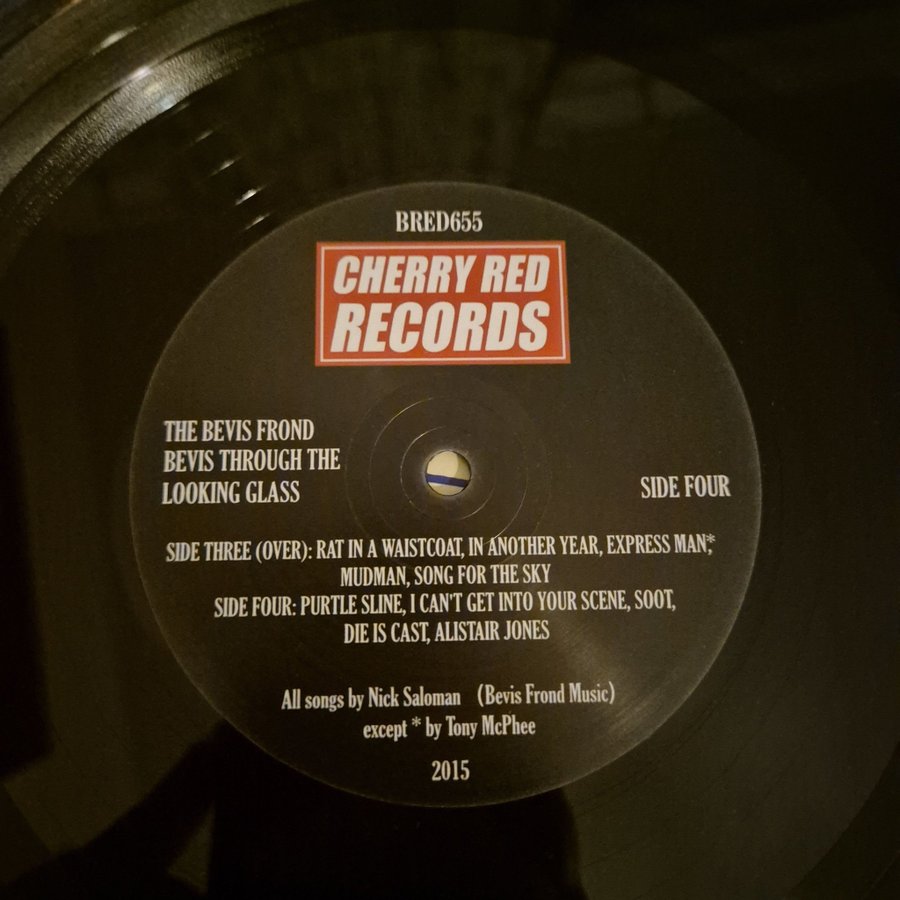 BRED655
CHERRY RED
RECORDS
THE BEVIS FROND
BEVIS THROUGH THE
LOOKING GLASS
SIDE FOUR
SIDE THREE (OVER): RAT IN A WAISTCOAT, IN ANOTHER YEAR, EXPRESS MAN,*
MUDMAN, SONG FOR THE SKY
SIDE FOUR: PURTLE SLINE, I CAN'T GET INTO YOUR SCENE, SOOT,
DIE IS CAST, ALISTAIR JONES
All songs by Nick Saloman (Bevis Frond Music)
except * by Tony McPhee
2015